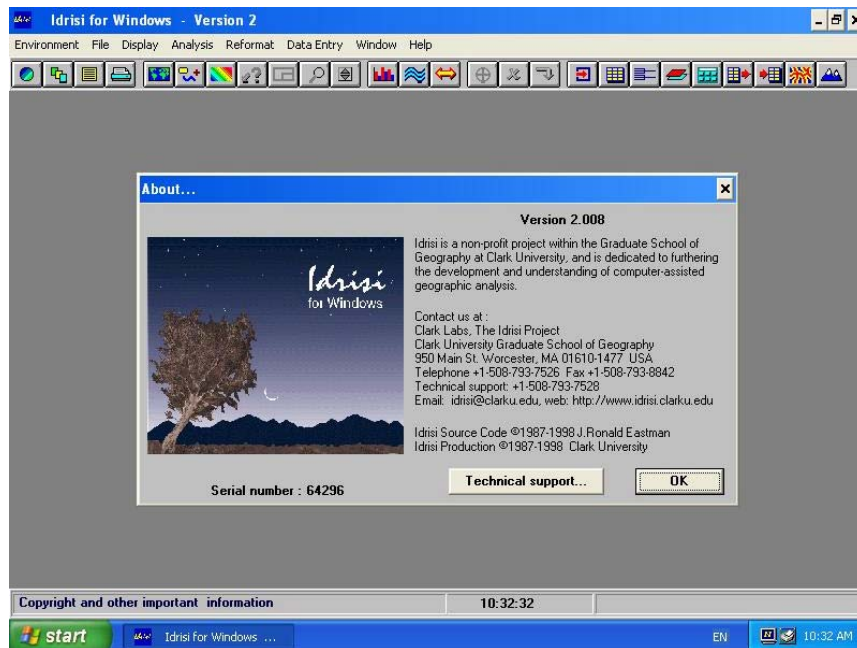 Idrisi for Windows - Version 2
Environment File Display Analysis Reformat Data Entry Window Help
About...
Version 2.008
Idrisi is a non-profit project within the Graduate School of
Geography at Clark University, and is dedicated to furthering
the development and understanding of computer-assisted
geographic analysis.
Idrisi
for Windows
Contact us at :
Clark Labs, The Idrisi Project
Clark University Graduate School of Geography
950 Main St. Worcester, MA 01610-1477 USA
Telephone +1-508-793-7526 Fax +1-508-793-8842
Technical support: +1-508-793-7528
Email: idrisi@clarku.edu, web: http://www.idrisi.clarku.edu
Idrisi Source Code ©1987-1998 J.Ronald Eastman
Idrisi Production ©1987-1998 Clark University
Serial number : 64296
Technical support...
OK
Copyright and other important information
10:32:32
start
Idrisi for Windows ...
EN
10:32 AM